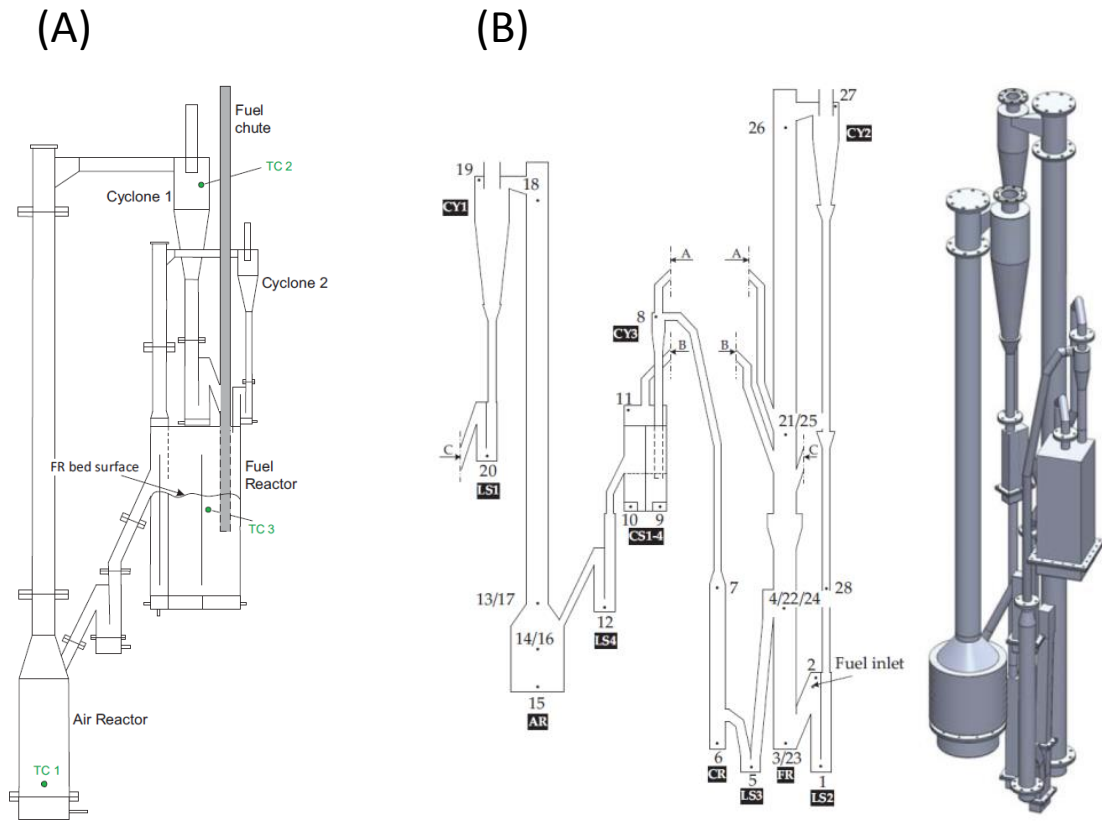 (A)
(B)
Fuel
chute
TC 2
Cyclone 1
Cyclone 2
FR bed surface
Fuel
Reactor
TC 3
Air Reactor
TC 1
27
26
CY2
19
18
CY1
A
A
8
CY3
B
B
11
21/25
C
C
20
LS1
10
9
CS1-4
7
4/22/24
28
13/17
12
LS4
14/16
2
Fuel inlet
15
AR
6
CR
5
LS3
3/23
FR
1
LS2